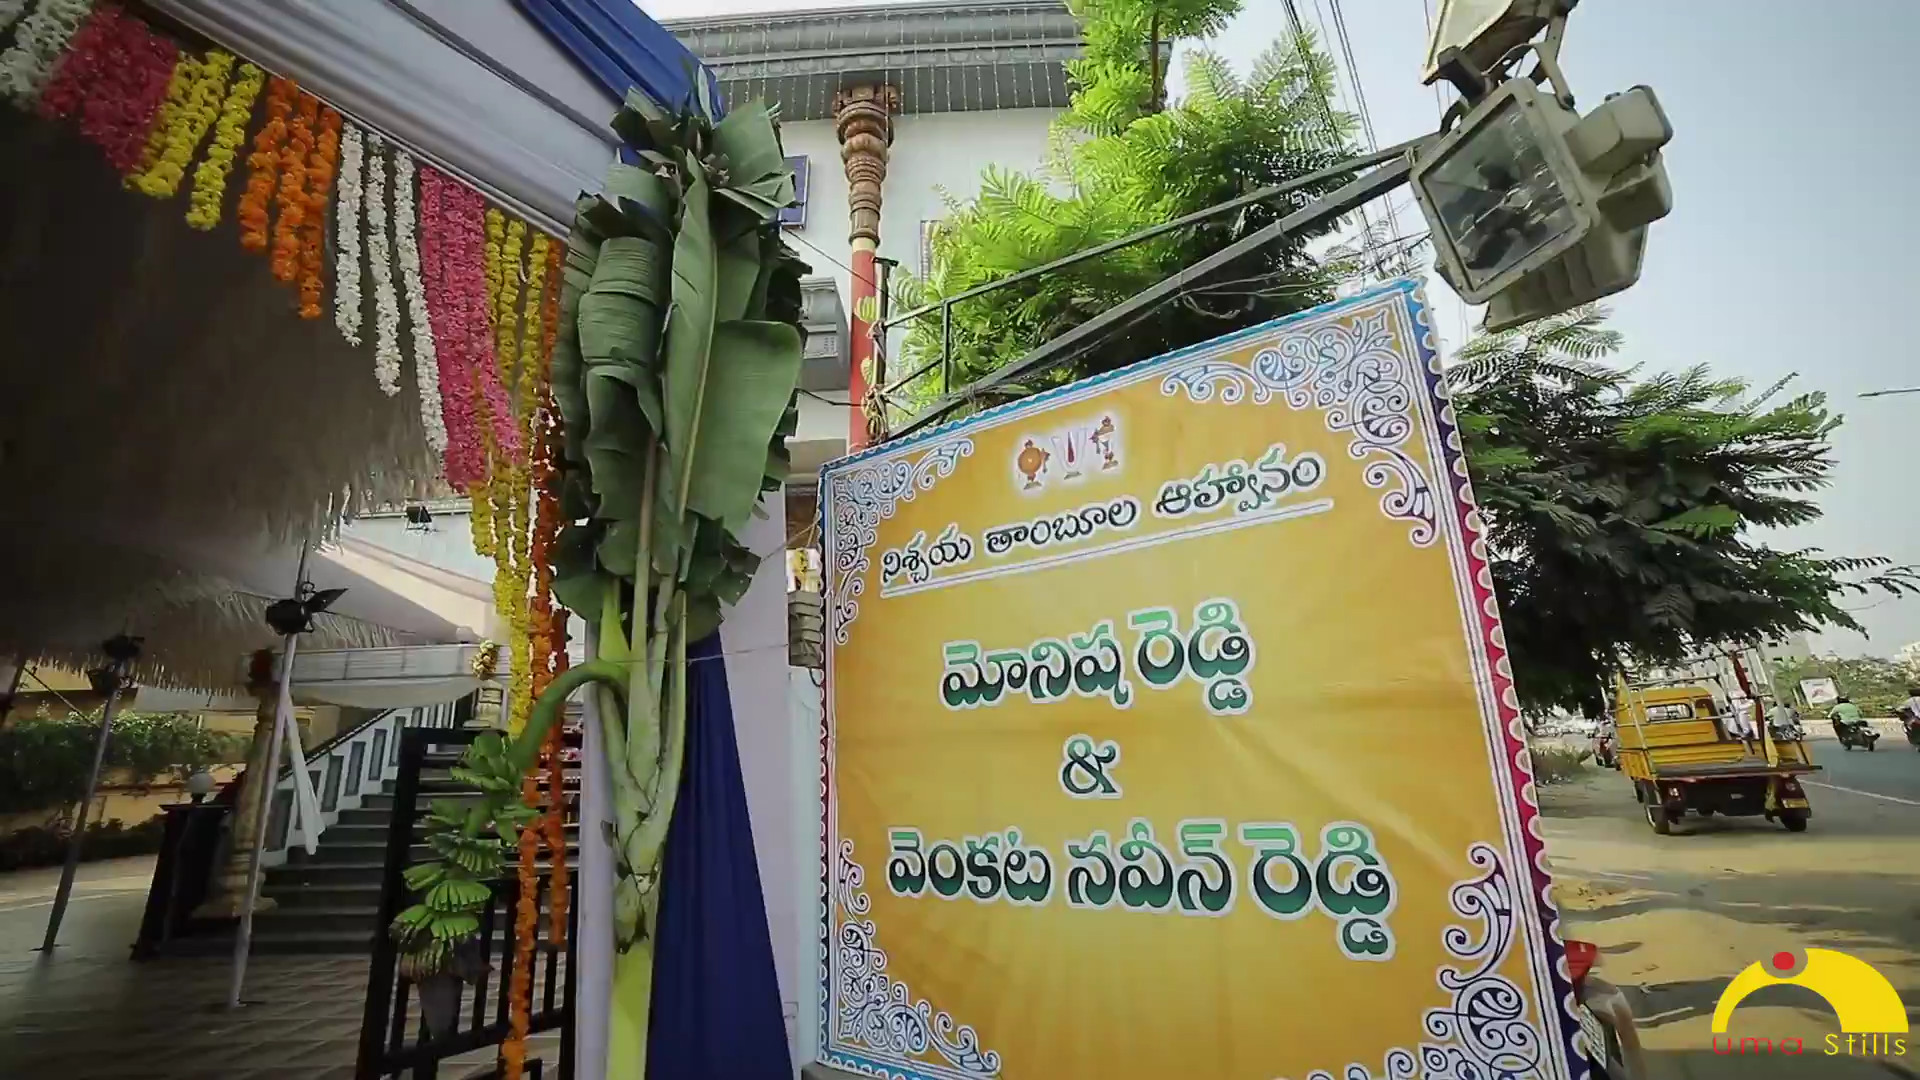 నిశ్చయ తాంబూల ఆహ్వానం
మోనిష రెడ్డి
&
వెంకట నవీన్ రెడ్డి
uma Stills